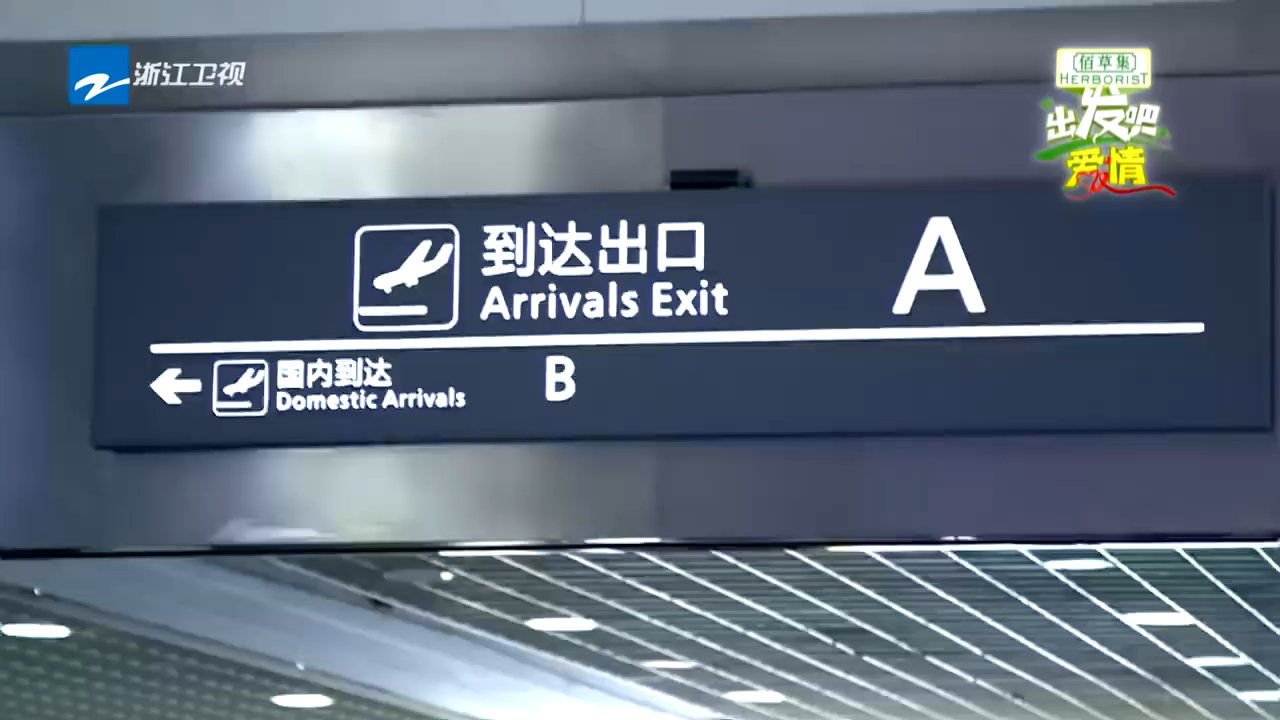 浙江卫视
佰草集
HERBORIST
出发吧
爱情
到达出口
Arrivals Exit
A
国内到达
Domestic Arrivals
B